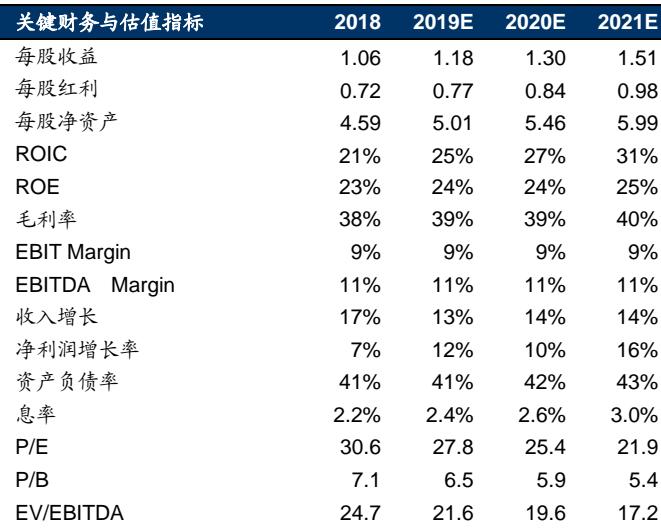 关键财务与估值指标 2018 2019E 2020E 2021E
每股收益 1.06 1.18 1.30 1.51
每股红利 0.72 0.77 0.84 0.98
每股净资产 4.59 5.01 5.46 5.99
ROIC 21% 25% 27% 31%
ROE 23% 24% 24% 25%
毛利率 38% 39% 39% 40%
EBIT Margin 9% 9% 9% 9%
EBITDA Margin 11% 11% 11% 11%
收入增长 17% 13% 14% 14%
净利润增长率 7% 12% 10% 16%
资产负债率 41% 41% 42% 43%
息率 2.2% 2.4% 2.6% 3.0%
P/E 30.6 27.8 25.4 21.9
P/B 7.1 6.5 5.9 5.4
EV/EBITDA 24.7 21.6 19.6 17.2